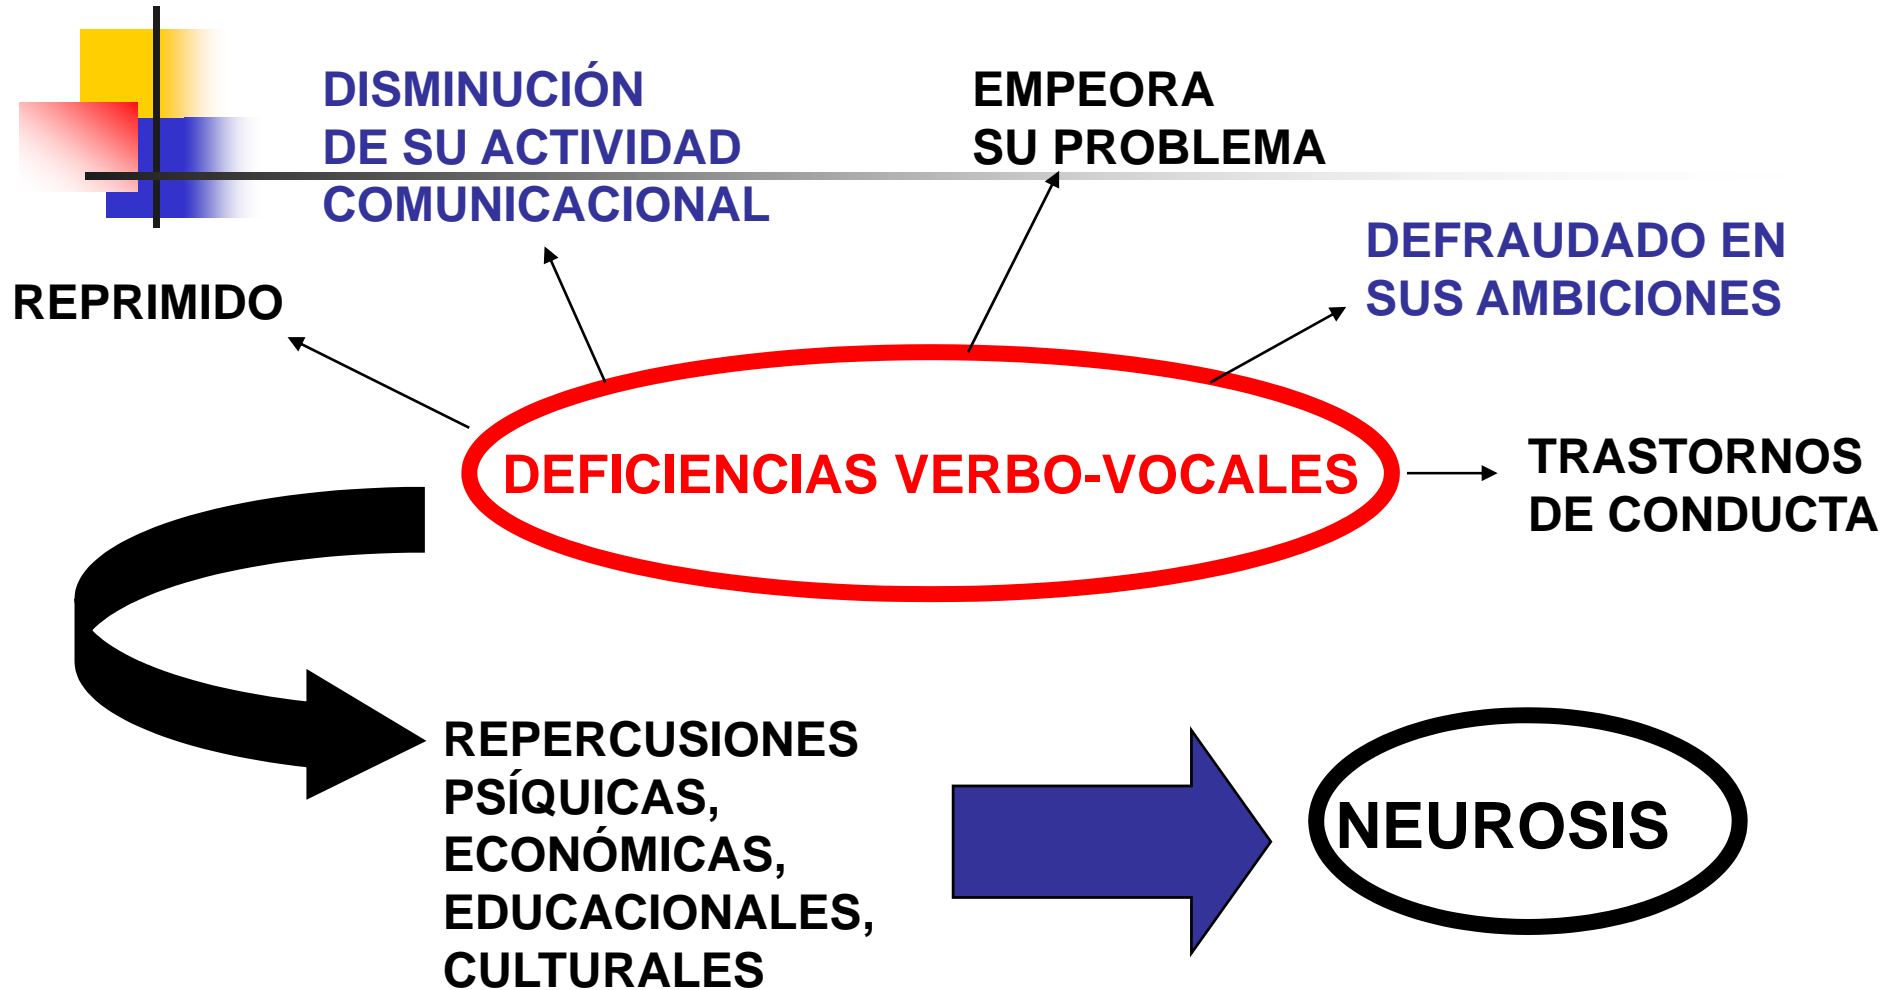 DISMINUCIÓN
DE SU ACTIVIDAD
COMUNICACIONAL
EMPEORA
SU PROBLEMA
DEFRAUDADO EN
SUS AMBICIONES
REPRIMIDO
DEFICIENCIAS VERBO-VOCALES
TRASTORNOS
DE CONDUCTA
REPERCUSIONES
PSÍQUICAS,
ECONÓMICAS,
EDUCACIONALES,
CULTURALES
NEUROSIS